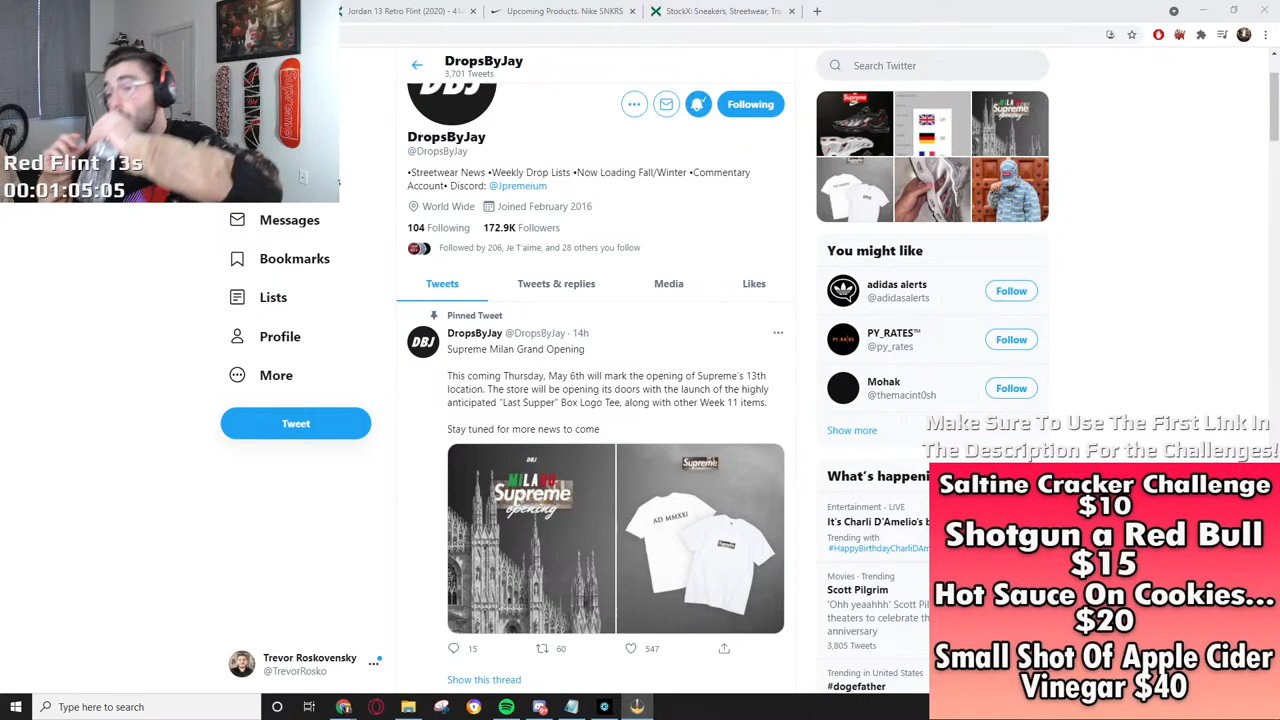 Jordan 13 Retro Flint (2020) - 414
Upcoming Products. Nike SNKRS
StockX: Sneakers, Streetwear, Tra
DropsByJay
3,701 Tweets
Search Twitter
DBJ
Following
DropsByJay
@DropsByJay
•Streetwear News •Weekly Drop Lists •Now Loading Fall/Winter •Commentary
Account• Discord: @Jpremeium
World Wide Joined February 2016
104 Following 172.9K Followers
Followed by 206, Je T'aime, and 28 others you follow
Tweets Tweets & replies Media Likes
Pinned Tweet
DBJ
DropsByJay @DropsByJay · 14h
Supreme Milan Grand Opening
This coming Thursday, May 6th will mark the opening of Supreme's 13th
location. The store will be opening its doors with the launch of the highly
anticipated "Last Supper" Box Logo Tee, along with other Week 11 items.
Stay tuned for more news to come
DBJ
MILANO
Supreme
opening
Supreme
AD MMXXI
15 60 547
Show this thread
Red Flint 13s
00:01:05:05
Supreme
Messages
Bookmarks
Lists
Profile
More
Tweet
Trevor Roskovensky
@TrevorRosko
You might like
adidas alerts
@adidasalerts
Follow
PY_RATES™
@py_rates
Follow
Mohak
@themacint0sh
Follow
Show more
What's happeni
Entertainment · LIVE
It's Charli D'Amelio's b
Trending with
#HappyBirthdayCharliDAm
Movies · Trending
Scott Pilgrim
'Ohh yeaahhh' Scott Pil
theaters to celebrate th
anniversary
3,805 Tweets
Trending in United States
#dogefather
Make Sure To Use The First Link In
The Description For the Challenges!
Saltine Cracker Challenge
$10
Shotgun a Red Bull
$15
Hot Sauce On Cookies...
$20
Small Shot Of Apple Cider
Vinegar $40
Type here to search